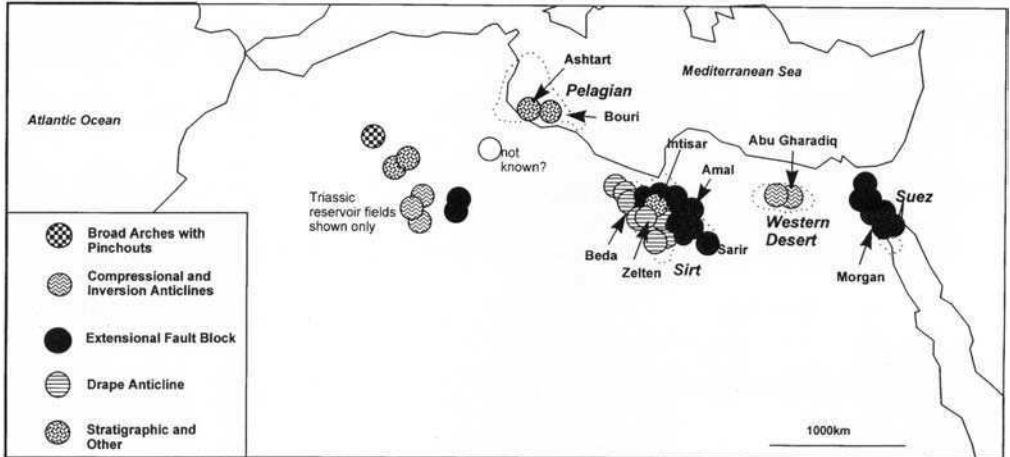 Ashtart
Mediterranean Sea
Pelagian
Atlantic Ocean
Bouri
Intisar
Abu Gharadiq
not
known?
Amal
Triassic
reservoir fields
shown only
Suez
Western
Desert
Beda
Sarir
Zelten
Sirt
Morgan
Broad Arches with
Pinchouts
Compressional and
Inversion Anticlines
Extensional Fault Block
Drape Anticline
Stratigraphic and
Other
1000km